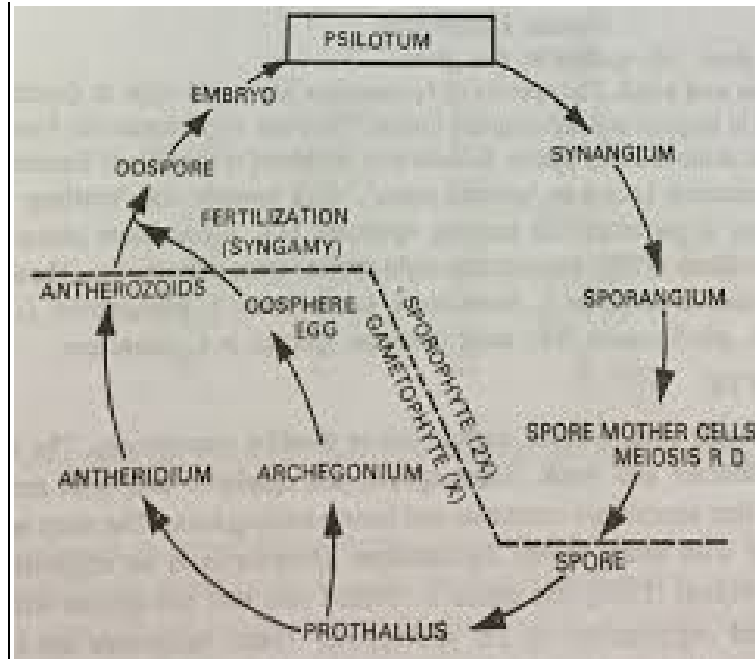 PSILOTUM
EMBRYO
SYNANGIUM
OOSPORE
FERTILIZATION
(SYNGAMY)
ANTHEROZOIDS
OOSPHERE
EGG
SPORANGIUM
SPOROPHYTE (2X)
GAMETOPHYTE (X)
SPORE MOTHER CELLS
MEIOSIS R D
ANTHERIDIUM
ARCHEGONIUM
SPORE
PROTHALLUS